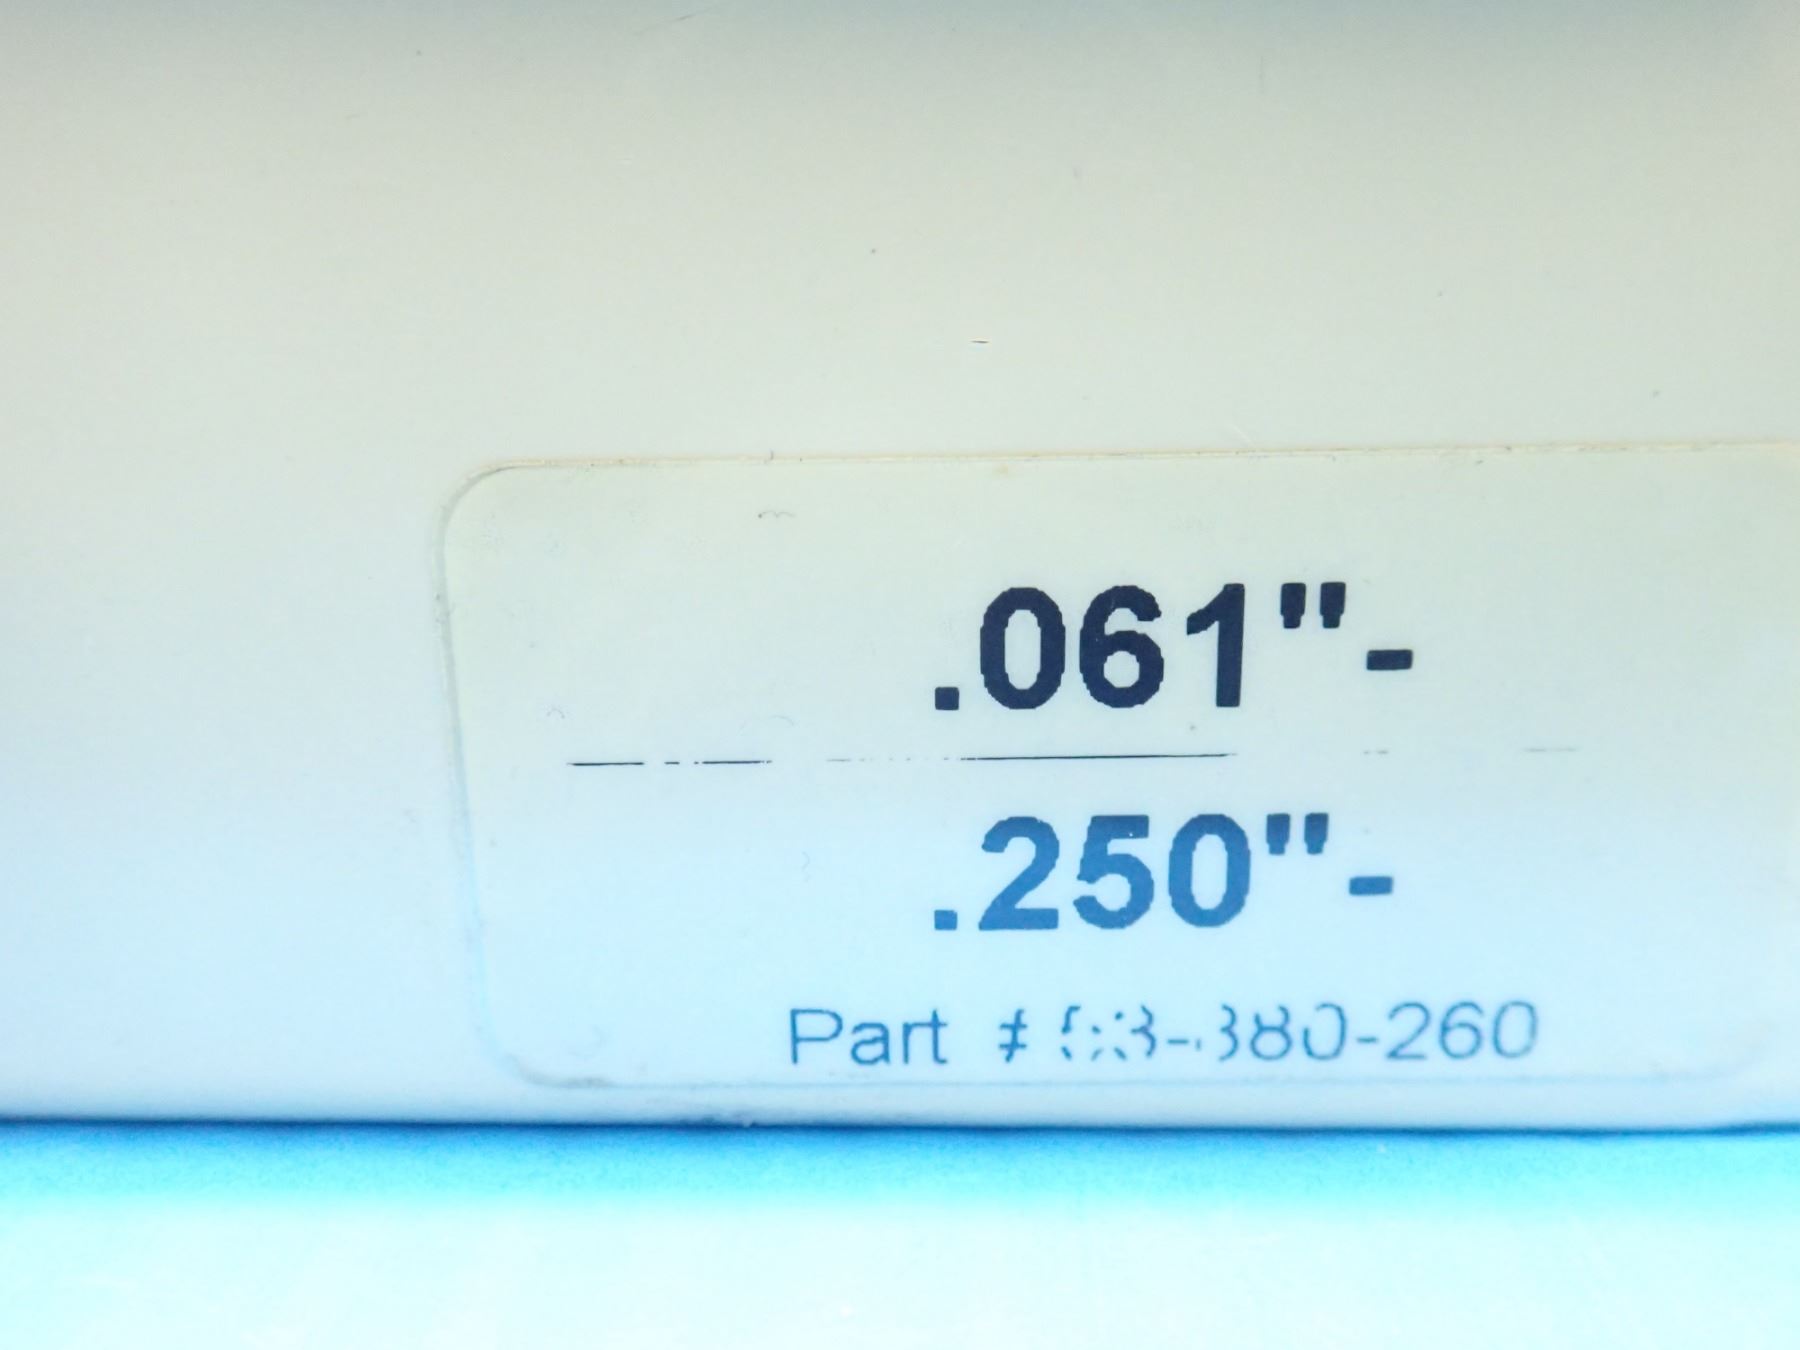 .061"-
.250"-
Part #